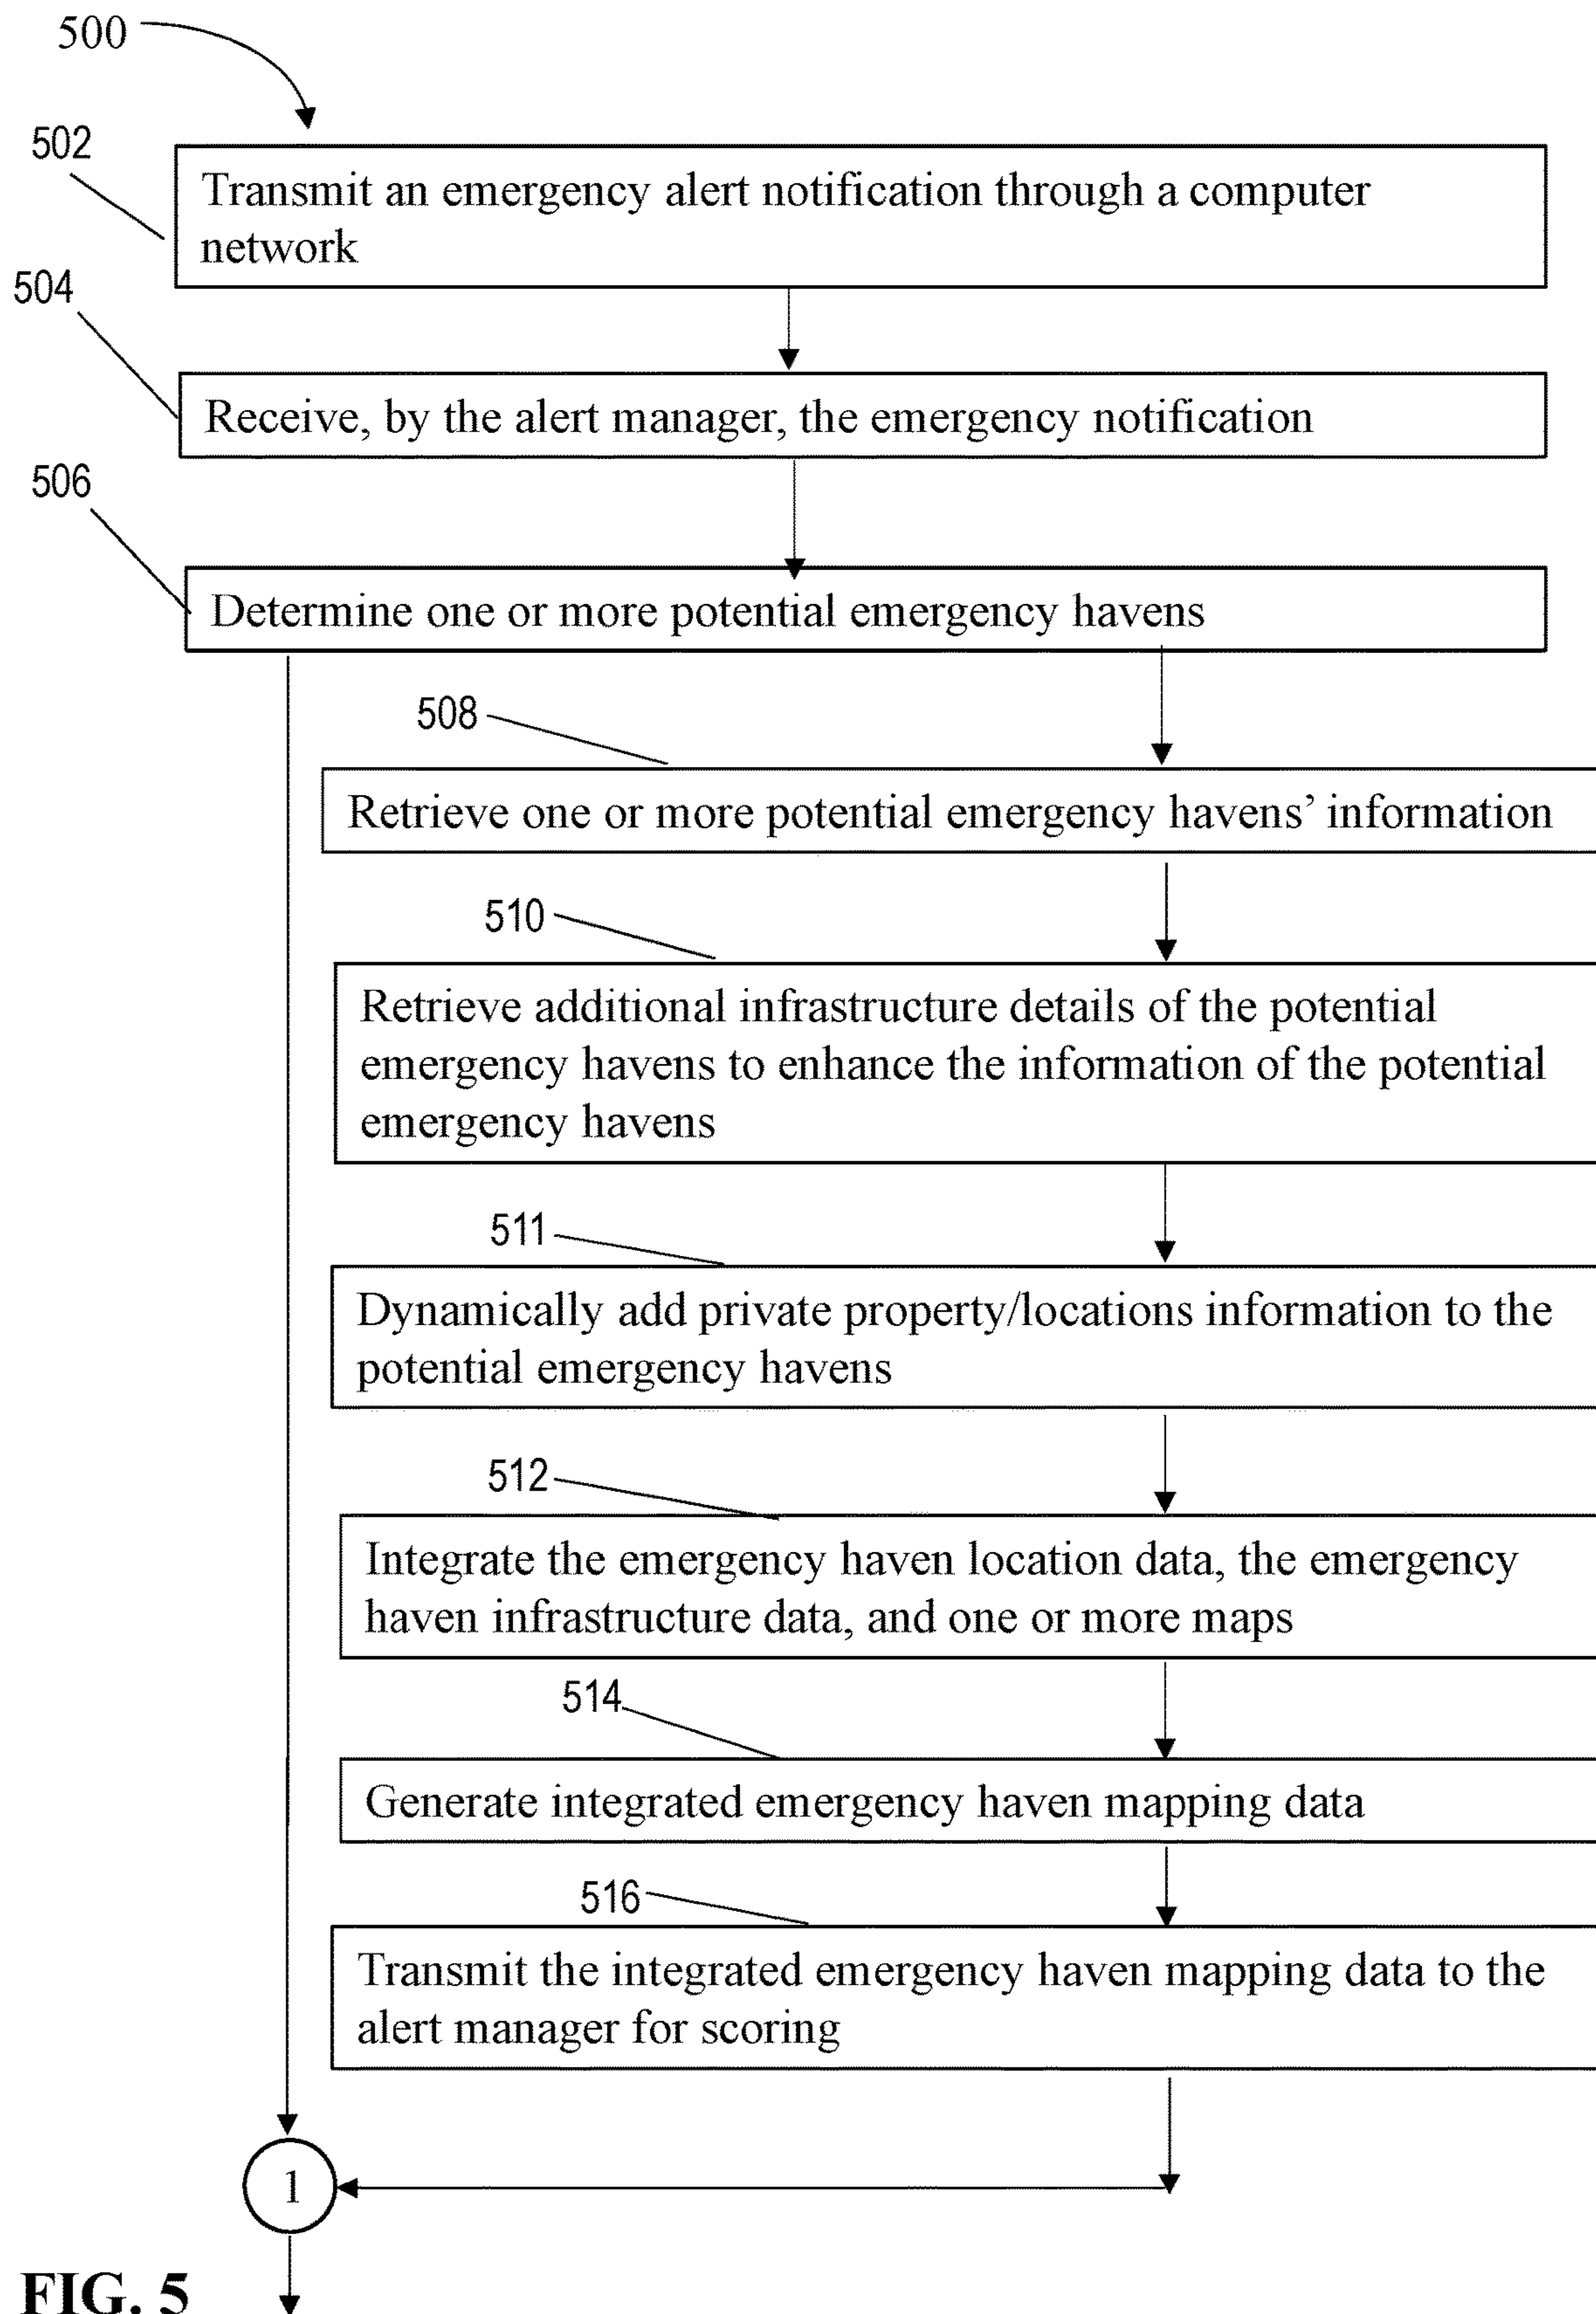 500
502
Transmit an emergency alert notification through a computer
network
504
Receive, by the alert manager, the emergency notification
506
Determine one or more potential emergency havens
508
Retrieve one or more potential emergency havens’ information
510
Retrieve additional infrastructure details of the potential
emergency havens to enhance the information of the potential
emergency havens
511
Dynamically add private property/locations information to the
potential emergency havens
512
Integrate the emergency haven location data, the emergency
haven infrastructure data, and one or more maps
514
Generate integrated emergency haven mapping data
516
Transmit the integrated emergency haven mapping data to the
alert manager for scoring
1
FIG. 5